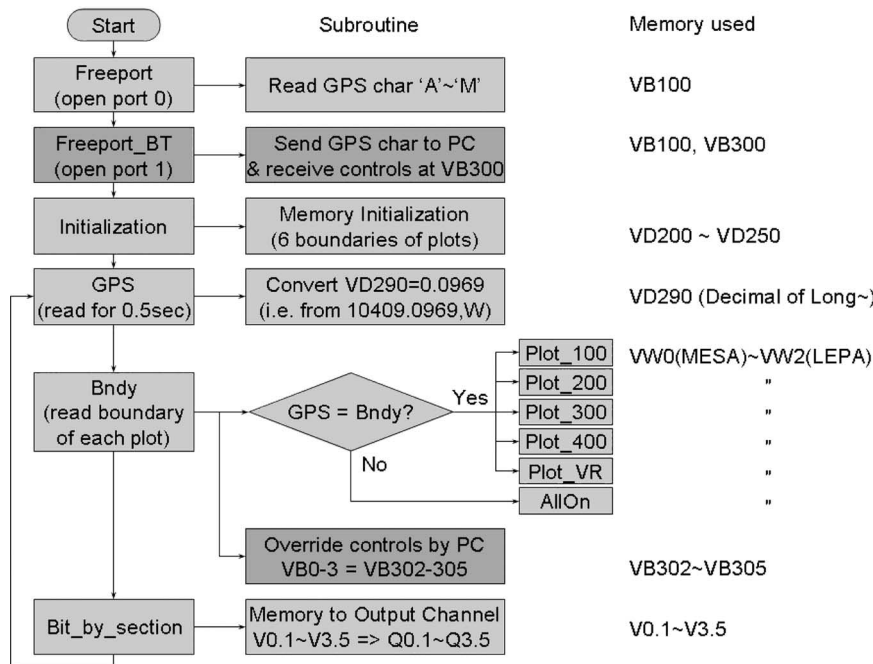 Start
Subroutine
Memory used
Freeport
(open port 0)
Read GPS char ‘A’~‘M’
VB100
Freeport_BT
(open port 1)
Send GPS char to PC
& receive controls at VB300
VB100, VB300
Initialization
Memory Initialization
(6 boundaries of plots)
VD200 ~ VD250
GPS
(read for 0.5sec)
Convert VD290=0.0969
(i.e. from 10409.0969,W)
VD290 (Decimal of Long~)
Bndy
(read boundary
of each plot)
GPS = Bndy?
Yes
No
Plot_100
VW0(MESA)~VW2(LEPA)
Plot_200
"
Plot_300
"
Plot_400
"
Plot_VR
"
AllOn
"
Override controls by PC
VB0-3 = VB302-305
VB302~VB305
Bit_by_section
Memory to Output Channel
V0.1~V3.5 => Q0.1~Q3.5
V0.1~V3.5